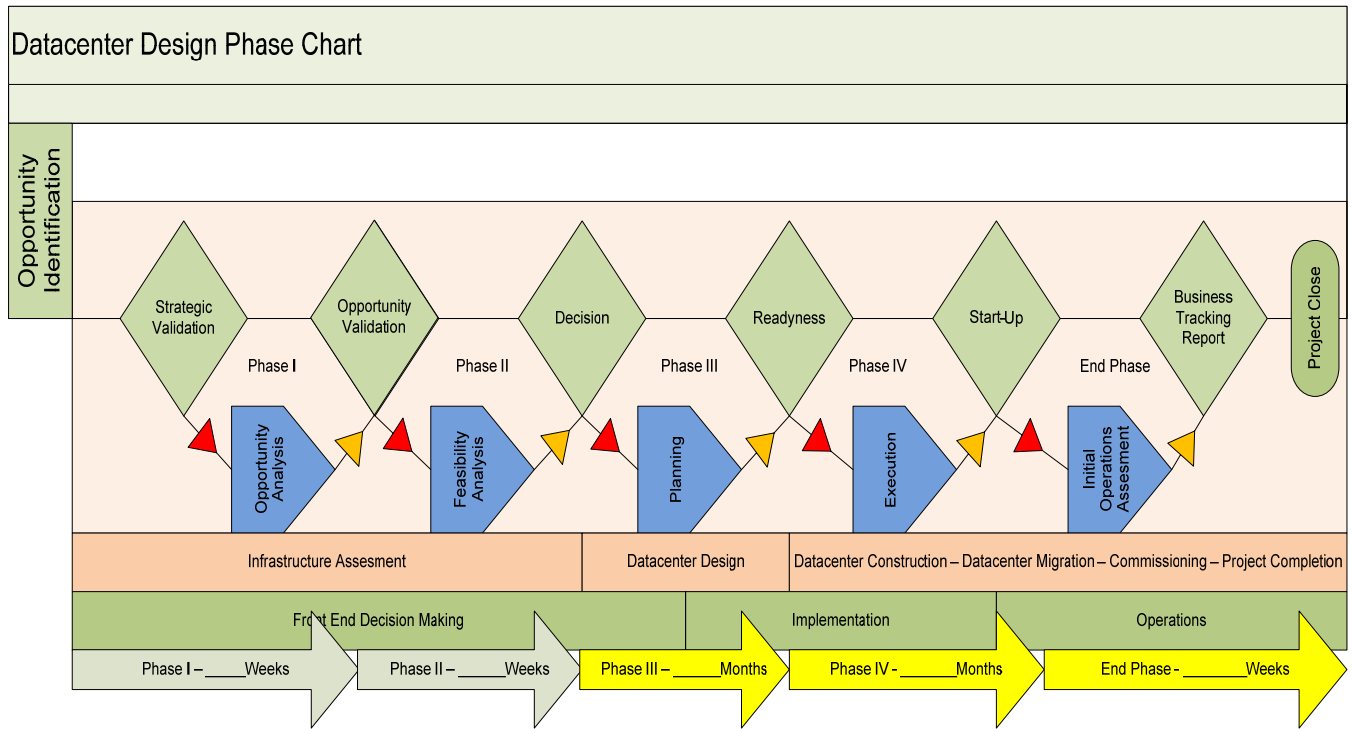 Datacenter Design Phase Chart
Opportunity
Identification
Strategic
Validation
Opportunity
Validation
Decision
Readyness
Start-Up
Business
Tracking
Report
Project Close
Phase I
Phase II
Phase III
Phase IV
End Phase
Opportunity
Analysis
Feasibility
Analysis
Planning
Execution
Initial
Operations
Assesment
Infrastructure Assesment
Datacenter Design
Datacenter Construction – Datacenter Migration – Commissioning – Project Completion
Front End Decision Making
Implementation
Operations
Phase I – _____Weeks
Phase II – _____Weeks
Phase III – ______Months
Phase IV - _______Months
End Phase - ________Weeks